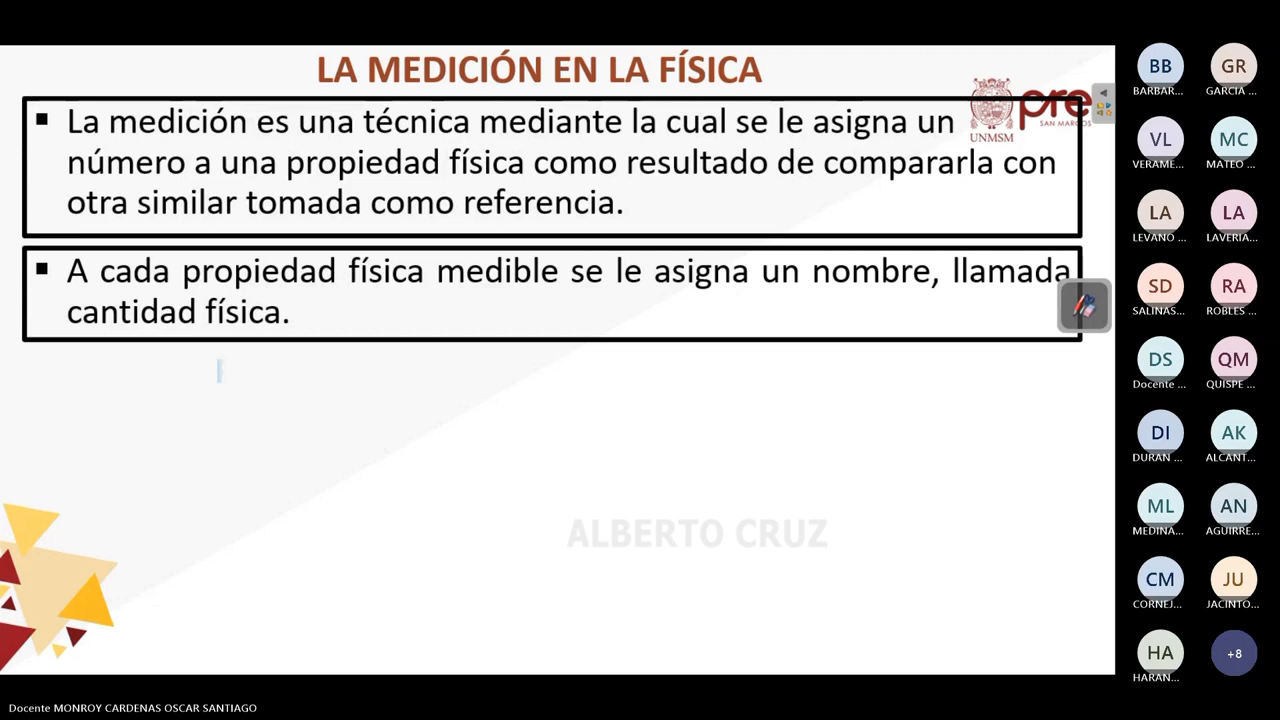 LA MEDICIÓN EN LA FÍSICA
▪ La medición es una técnica mediante la cual se le asigna un
número a una propiedad física como resultado de compararla con
otra similar tomada como referencia.
▪ A cada propiedad física medible se le asigna un nombre, llamada
cantidad física.
UNMSM
pre
SAN MARCOS
ALBERTO CRUZ
BB GR
BARBAR... GARCIA ...
VL MC
VERAME... MATEO ...
LA LA
LEVANO ... LAVERIA...
SD RA
SALINAS... ROBLES ...
DS QM
Docente ... QUISPE ...
DI AK
DURAN ... ALCANT...
ML AN
MEDINA... AGUIRRE...
CM JU
CORNEJ... JACINTO...
HA +8
HARAN...
Docente MONROY CARDENAS OSCAR SANTIAGO